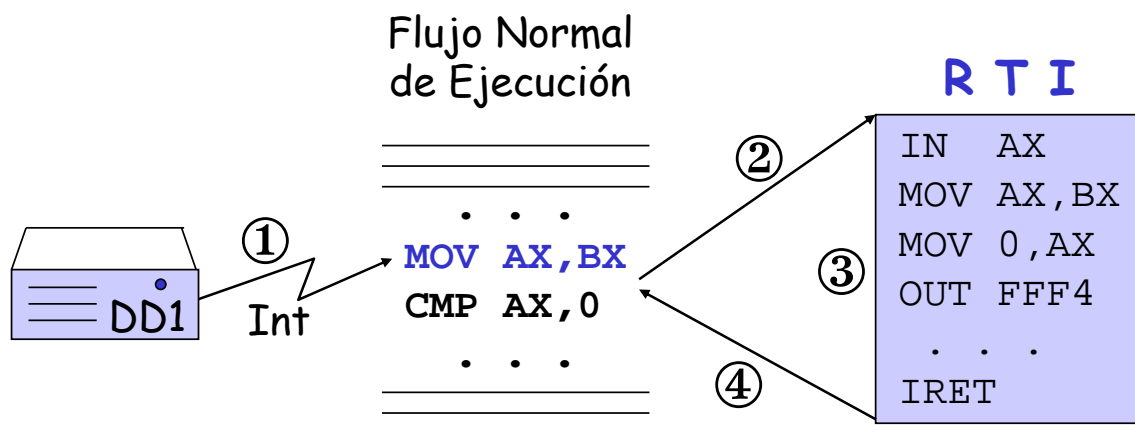 Flujo Normal
de Ejecución
R T I
. . .
MOV AX,BX
CMP AX,0
. . .
DD1
Int
①
②
③
④
IN AX
MOV AX,BX
MOV 0,AX
OUT FFF4
. . .
IRET